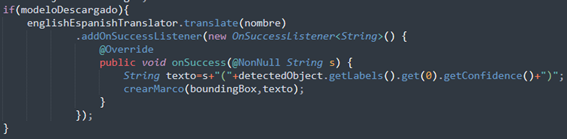 if(modeloDescargado){
englishEspanishTranslator.translate(nombre)
.addOnSuccessListener(new OnSuccessListener<String>() {
@Override
public void onSuccess(@NonNull String s) {
String texto=s+"("+detectedObject.getLabels().get(0).getConfidence()+")";
crearMarco(boundingBox,texto);
}
});
}